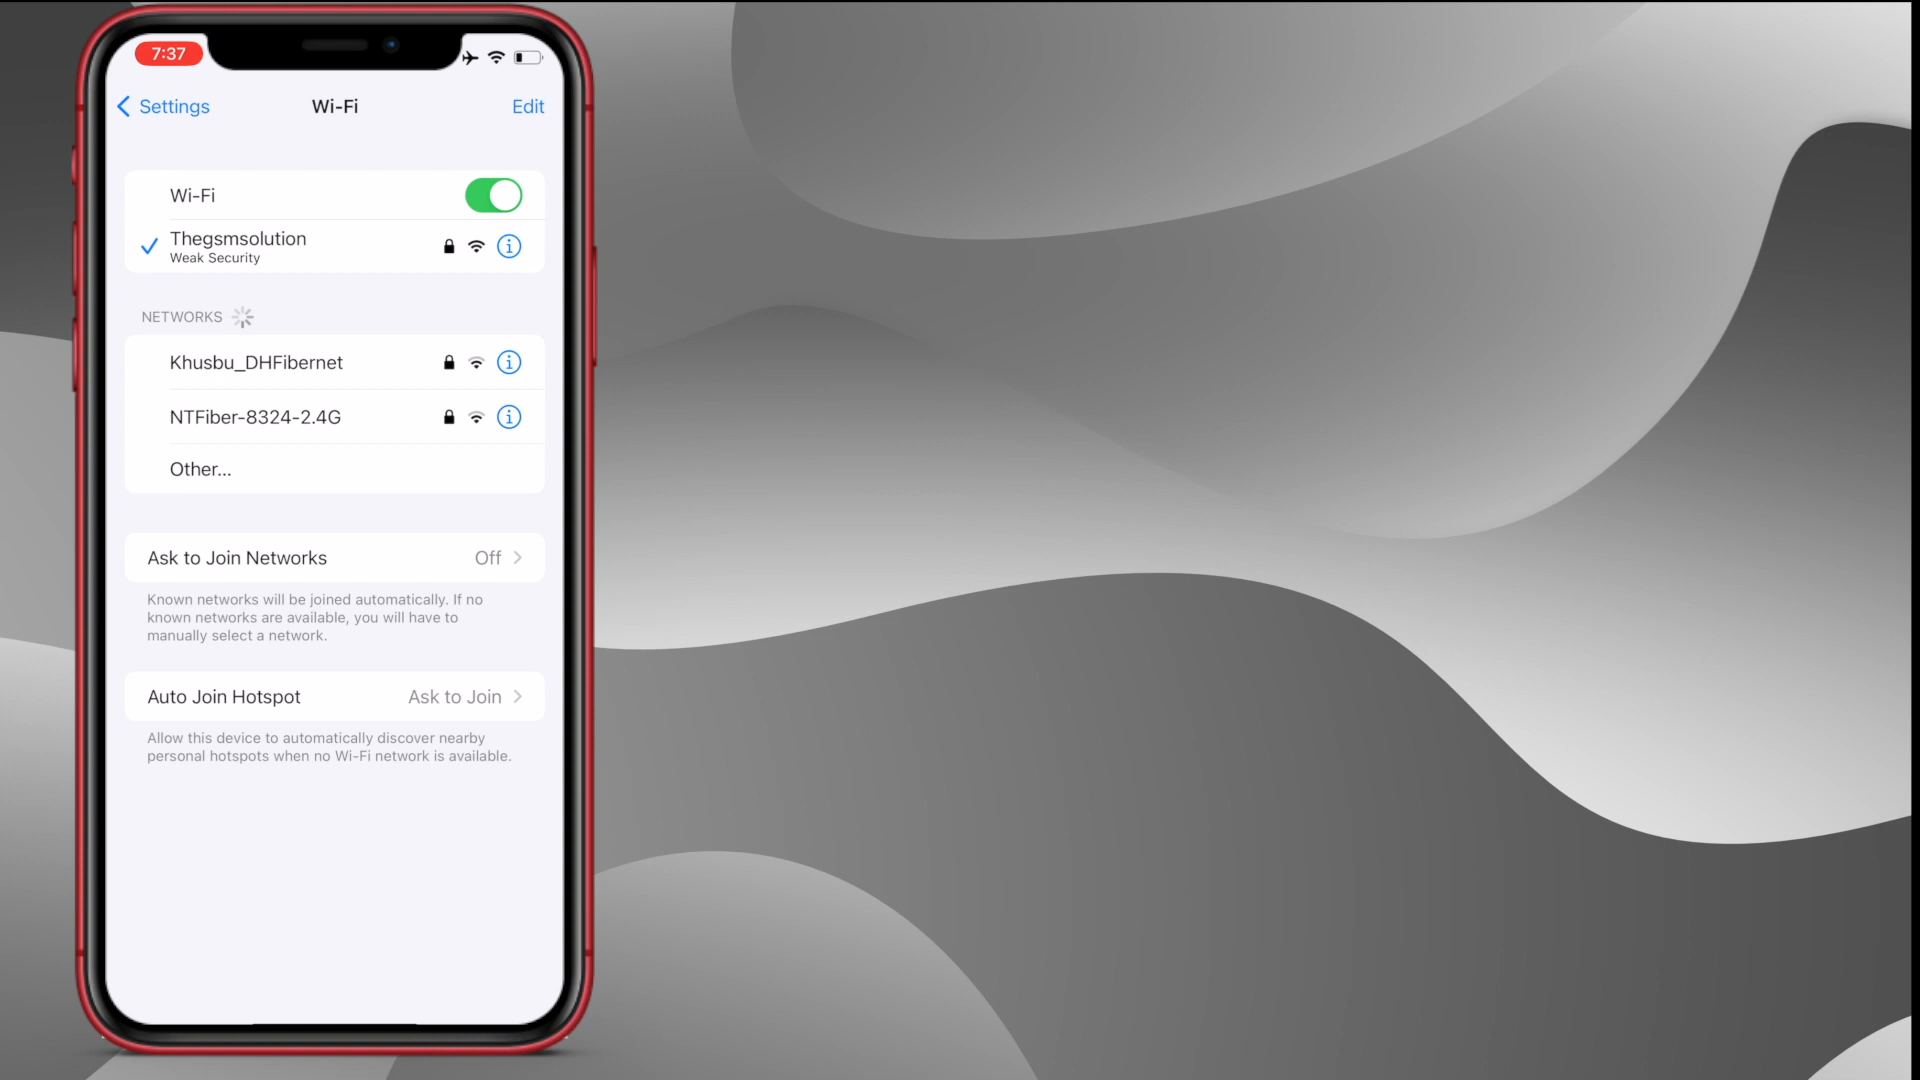 7:37
Settings
Wi-Fi
Edit
Wi-Fi
Thegsmsolution
Weak Security
NETWORKS
Khusbu_DHFibernet
NTFiber-8324-2.4G
Other...
Ask to Join Networks Off
Known networks will be joined automatically. If no
known networks are available, you will have to
manually select a network.
Auto Join Hotspot Ask to Join
Allow this device to automatically discover nearby
personal hotspots when no Wi-Fi network is available.